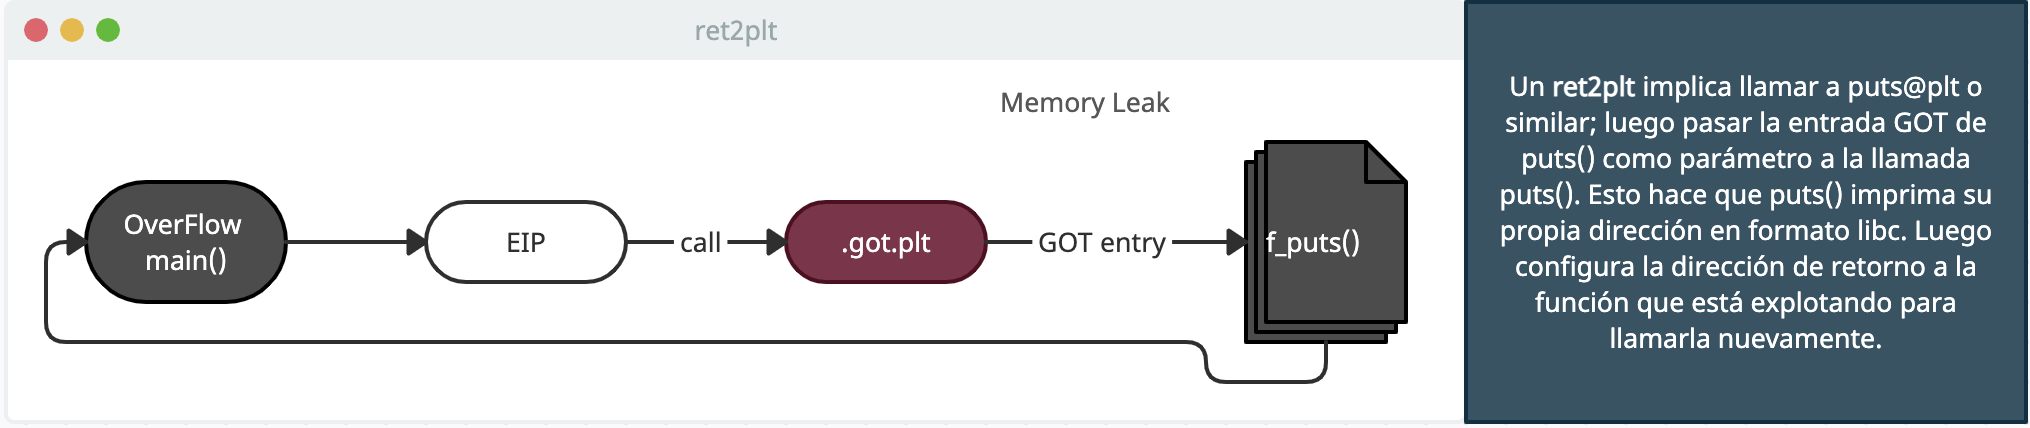 ret2plt
Memory Leak
OverFlow
main()
EIP
call
.got.plt
GOT entry
f_puts()
Un ret2plt implica llamar a puts@plt o
similar; luego pasar la entrada GOT de
puts() como parámetro a la llamada
puts(). Esto hace que puts() imprima su
propia dirección en formato libc. Luego
configura la dirección de retorno a la
función que está explotando para
llamarla nuevamente.